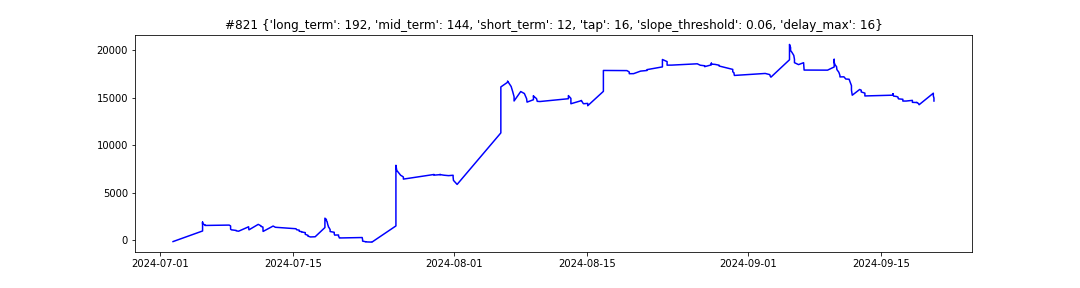 #821 {'long_term': 192, 'mid_term': 144, 'short_term': 12, 'tap': 16, 'slope_threshold': 0.06, 'delay_max': 16}
20000
15000
10000
5000
0
2024-07-01 2024-07-15 2024-08-01 2024-08-15 2024-09-01 2024-09-15